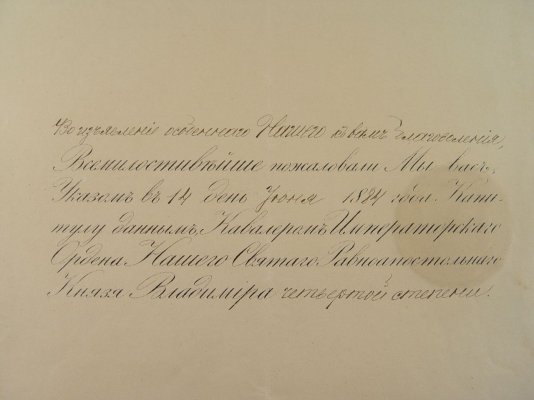 Во изъявленіе особеннаго Нашего къ вамъ благоволенія,
Всемилостивѣйше пожаловали Мы васъ,
Указомъ въ 14 день Іюня 1884 года Капи-
тулу даннымъ, Кавалеромъ Императорскаго
Ордена Нашего Святаго Равноапостольнаго
Князя Владиміра четвертой степени.